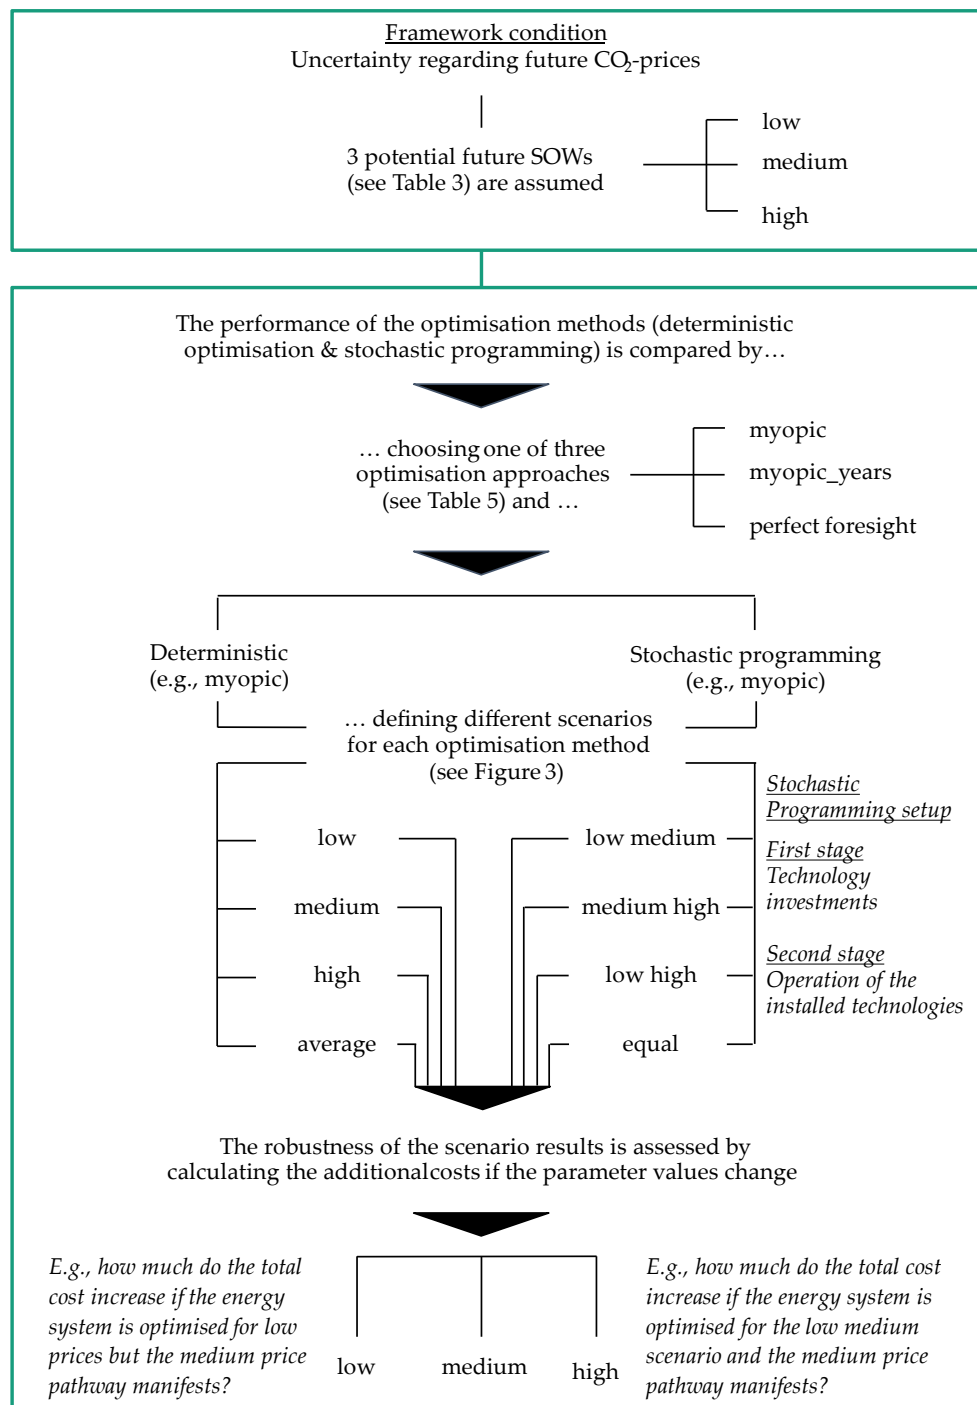 Framework condition
Uncertainty regarding future CO2-prices
3 potential future SOWs
(see Table 3) are assumed
low
medium
high
The performance of the optimisation methods (deterministic
optimisation & stochastic programming) is compared by…
… choosing one of three
optimisation approaches
(see Table 5) and …
myopic
myopic_years
perfect foresight
Deterministic
(e.g., myopic)
Stochastic programming
(e.g., myopic)
… defining different scenarios
for each optimisation method
(see Figure 3)
low
medium
high
average
low medium
medium high
low high
equal
Stochastic
Programming setup
First stage
Technology
investments
Second stage
Operation of the
installed technologies
The robustness of the scenario results is assessed by
calculating the additionalcosts if the parameter values change
E.g., how much do the total
cost increase if the energy
system is optimised for low
prices but the medium price
pathway manifests?
low
medium
high
E.g., how much do the total cost
increase if the energy system is
optimised for the low medium
scenario and the medium price
pathway manifests?